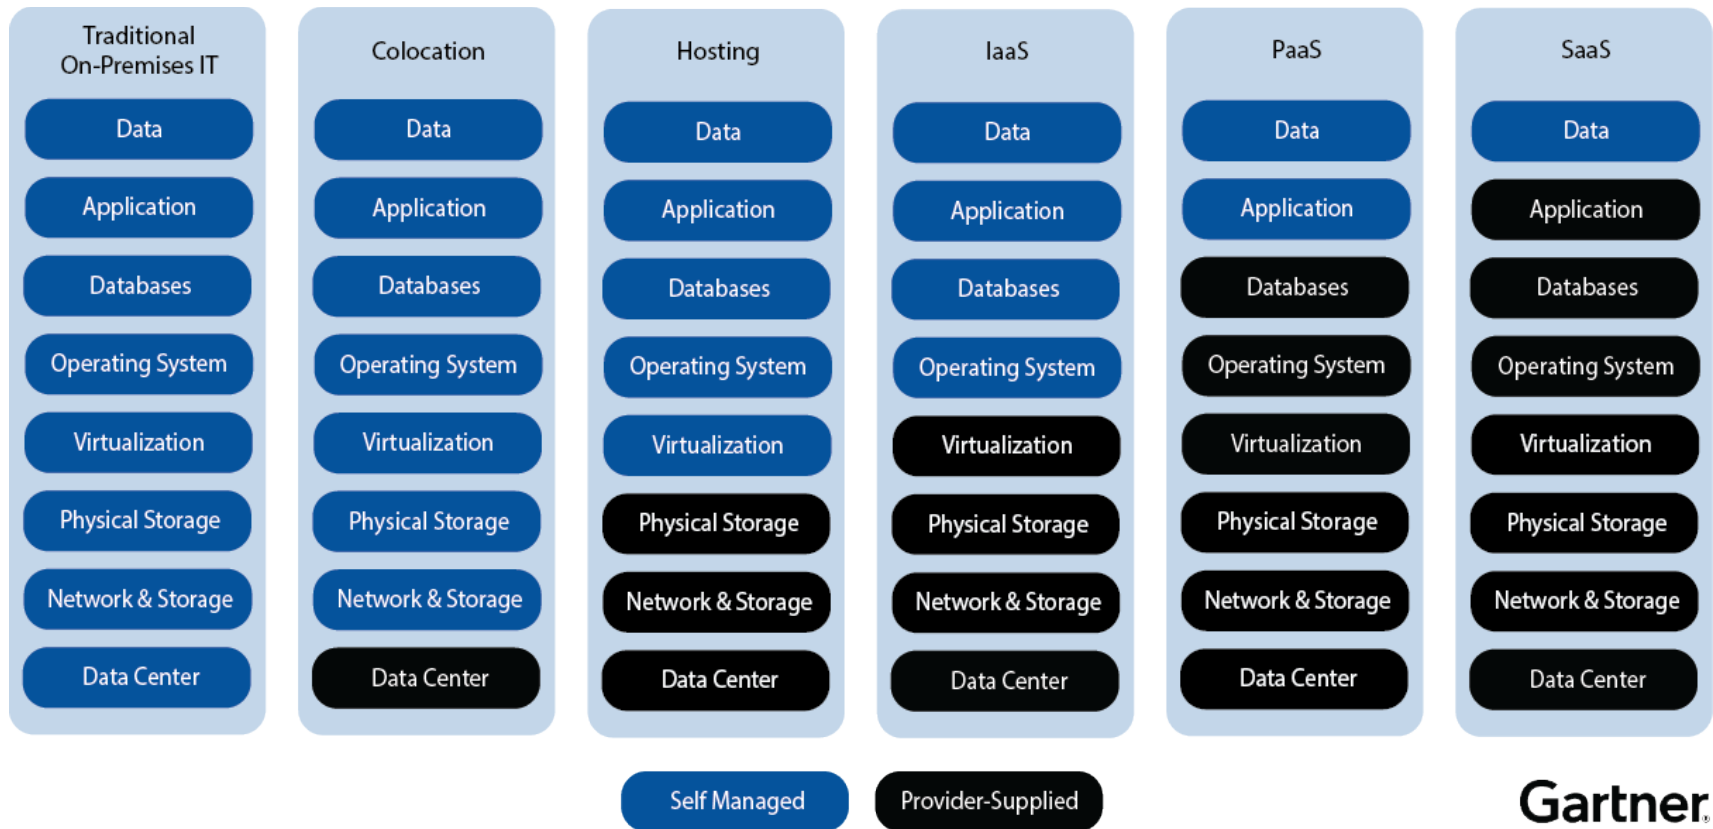 Traditional
On-Premises IT
Data
Application
Databases
Operating System
Virtualization
Physical Storage
Network & Storage
Data Center
Colocation
Data
Application
Databases
Operating System
Virtualization
Physical Storage
Network & Storage
Data Center
Hosting
Data
Application
Databases
Operating System
Virtualization
Physical Storage
Network & Storage
Data Center
IaaS
Data
Application
Databases
Operating System
Virtualization
Physical Storage
Network & Storage
Data Center
PaaS
Data
Application
Databases
Operating System
Virtualization
Physical Storage
Network & Storage
Data Center
SaaS
Data
Application
Databases
Operating System
Virtualization
Physical Storage
Network & Storage
Data Center
Self Managed
Provider-Supplied
Gartner